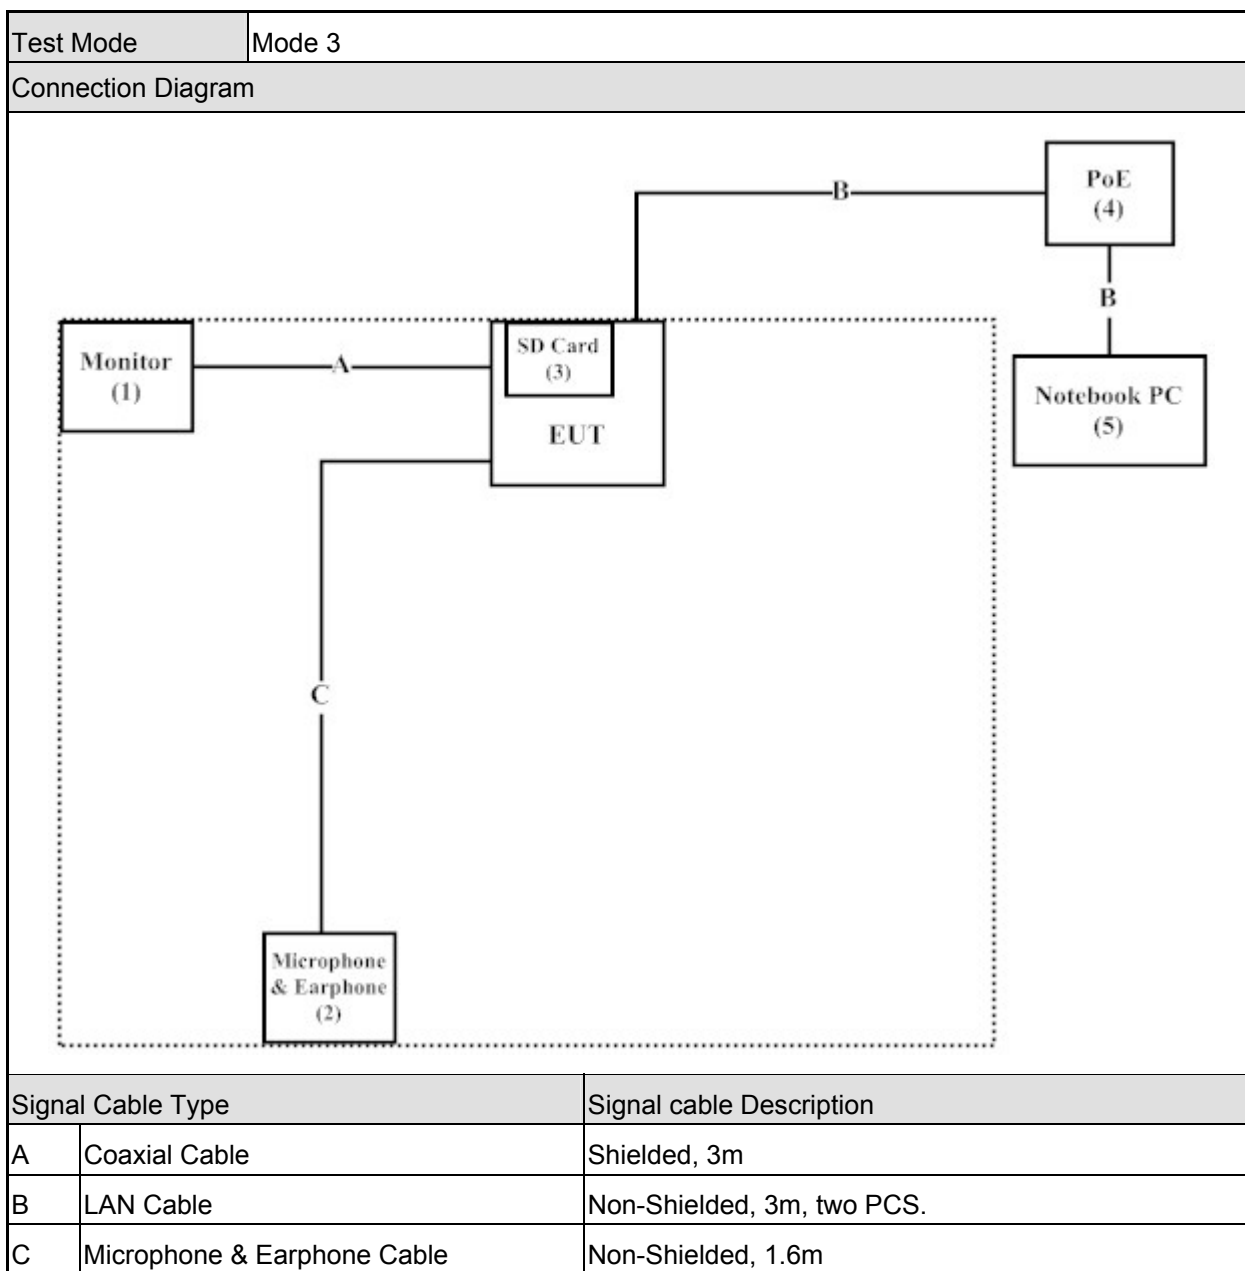 Test Mode Mode 3
Connection Diagram
B
PoE
(4)
B
Monitor
(1)
A
SD Card
(3)
EUT
Notebook PC
(5)
C
Microphone
& Earphone
(2)
Signal Cable Type Signal cable Description
A Coaxial Cable Shielded, 3m
B LAN Cable Non-Shielded, 3m, two PCS.
C Microphone & Earphone Cable Non-Shielded, 1.6m